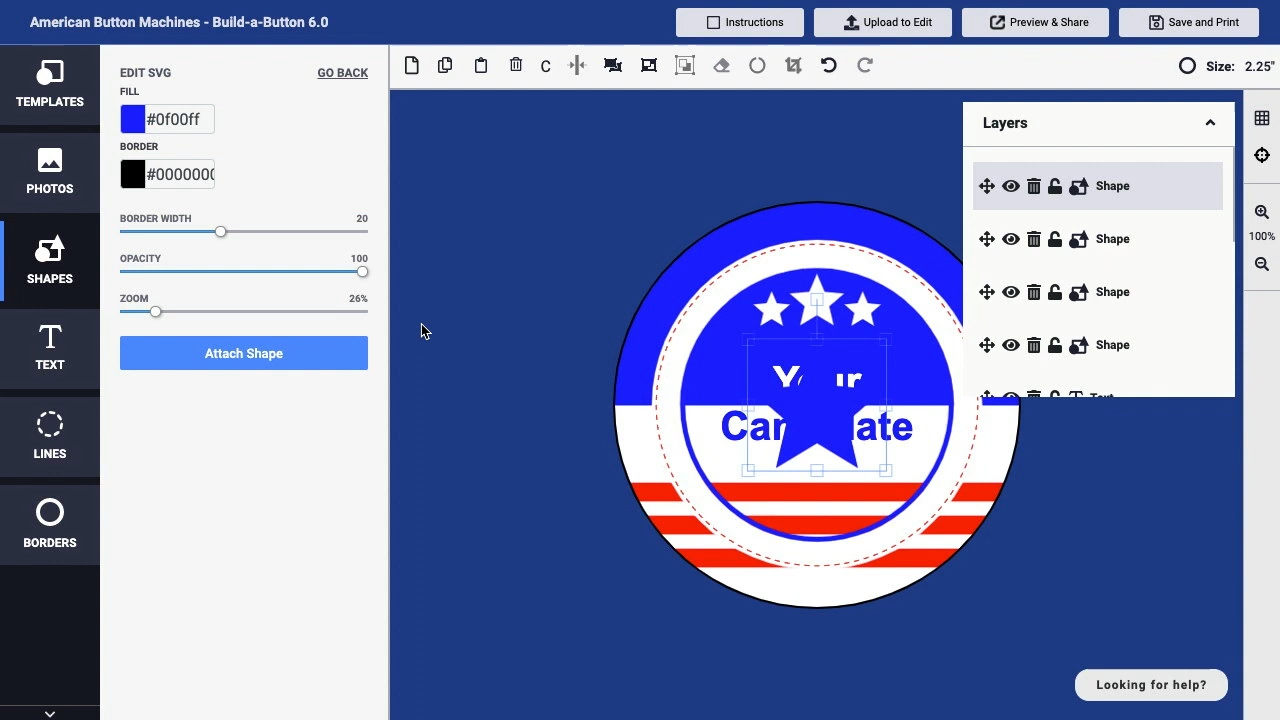 American Button Machines - Build-a-Button 6.0
Instructions
Upload to Edit
Preview & Share
Save and Print
TEMPLATES
PHOTOS
SHAPES
TEXT
LINES
BORDERS
EDIT SVG
GO BACK
FILL
#0f00ff
BORDER
#0000000
BORDER WIDTH 20
OPACITY 100
ZOOM 26%
Attach Shape
C
Size: 2.25"
Layers
Shape
Shape
Shape
Shape
Text
100%
Looking for help?